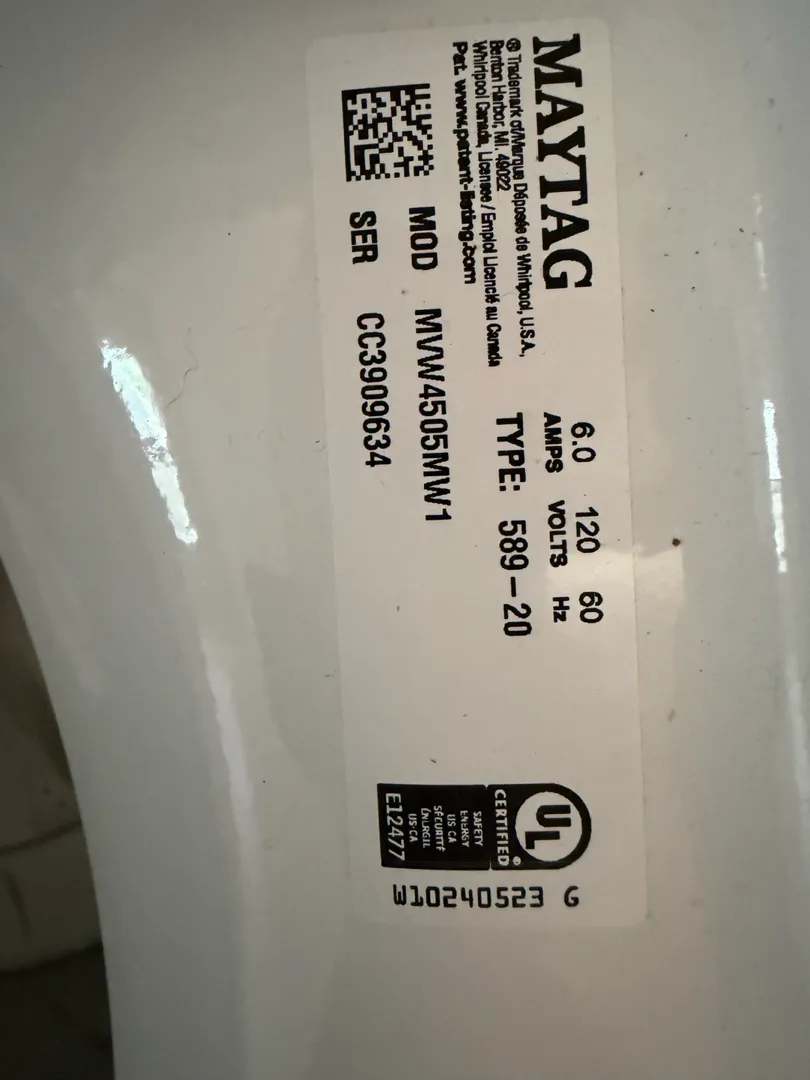 MAYTAG
® Trademark of/Marque Déposée de Whirlpool, U.S.A.,
Benton Harbor, MI. 49022
Whirlpool Canada, Licensee / Emploi Licencié au Canada
Pat. www.patent-listing.com
6.0 120 60
AMPS VOLTS Hz
TYPE: 589-20
MOD MVW4505MW1
SER CC3909634
UL
CERTIFIED®
SAFETY
ENERGY
US CA
SÉCURITÉ
ÉNERGIE
US-CA
E12477
W10240523 G